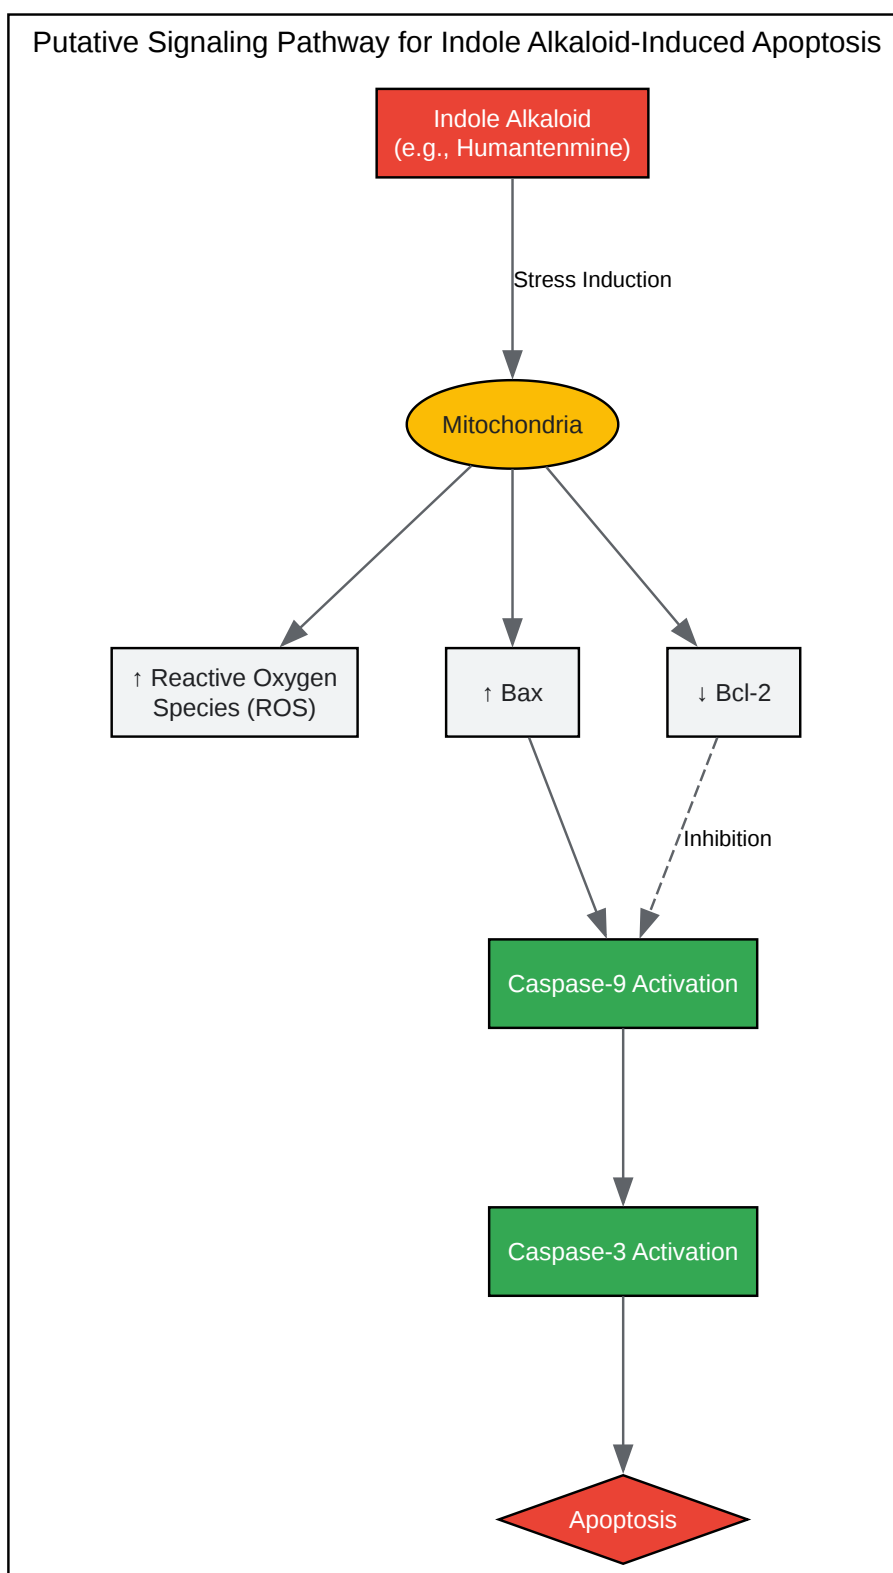 Putative Signaling Pathway for Indole Alkaloid-Induced Apoptosis
Indole Alkaloid
(e.g., Humantenmine)
Stress Induction
Mitochondria
↑ Reactive Oxygen
Species (ROS)
↑ Bax
↓ Bcl-2
Inhibition
Caspase-9 Activation
Caspase-3 Activation
Apoptosis